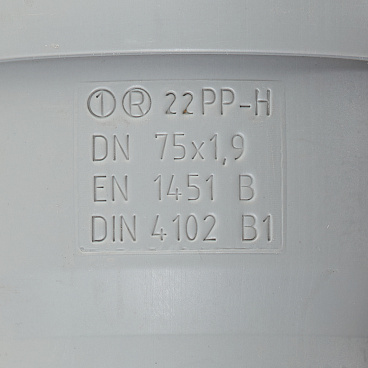 ① Ⓡ 22PP-H
DN 75x1,9
EN 1451 B
DIN 4102 B1